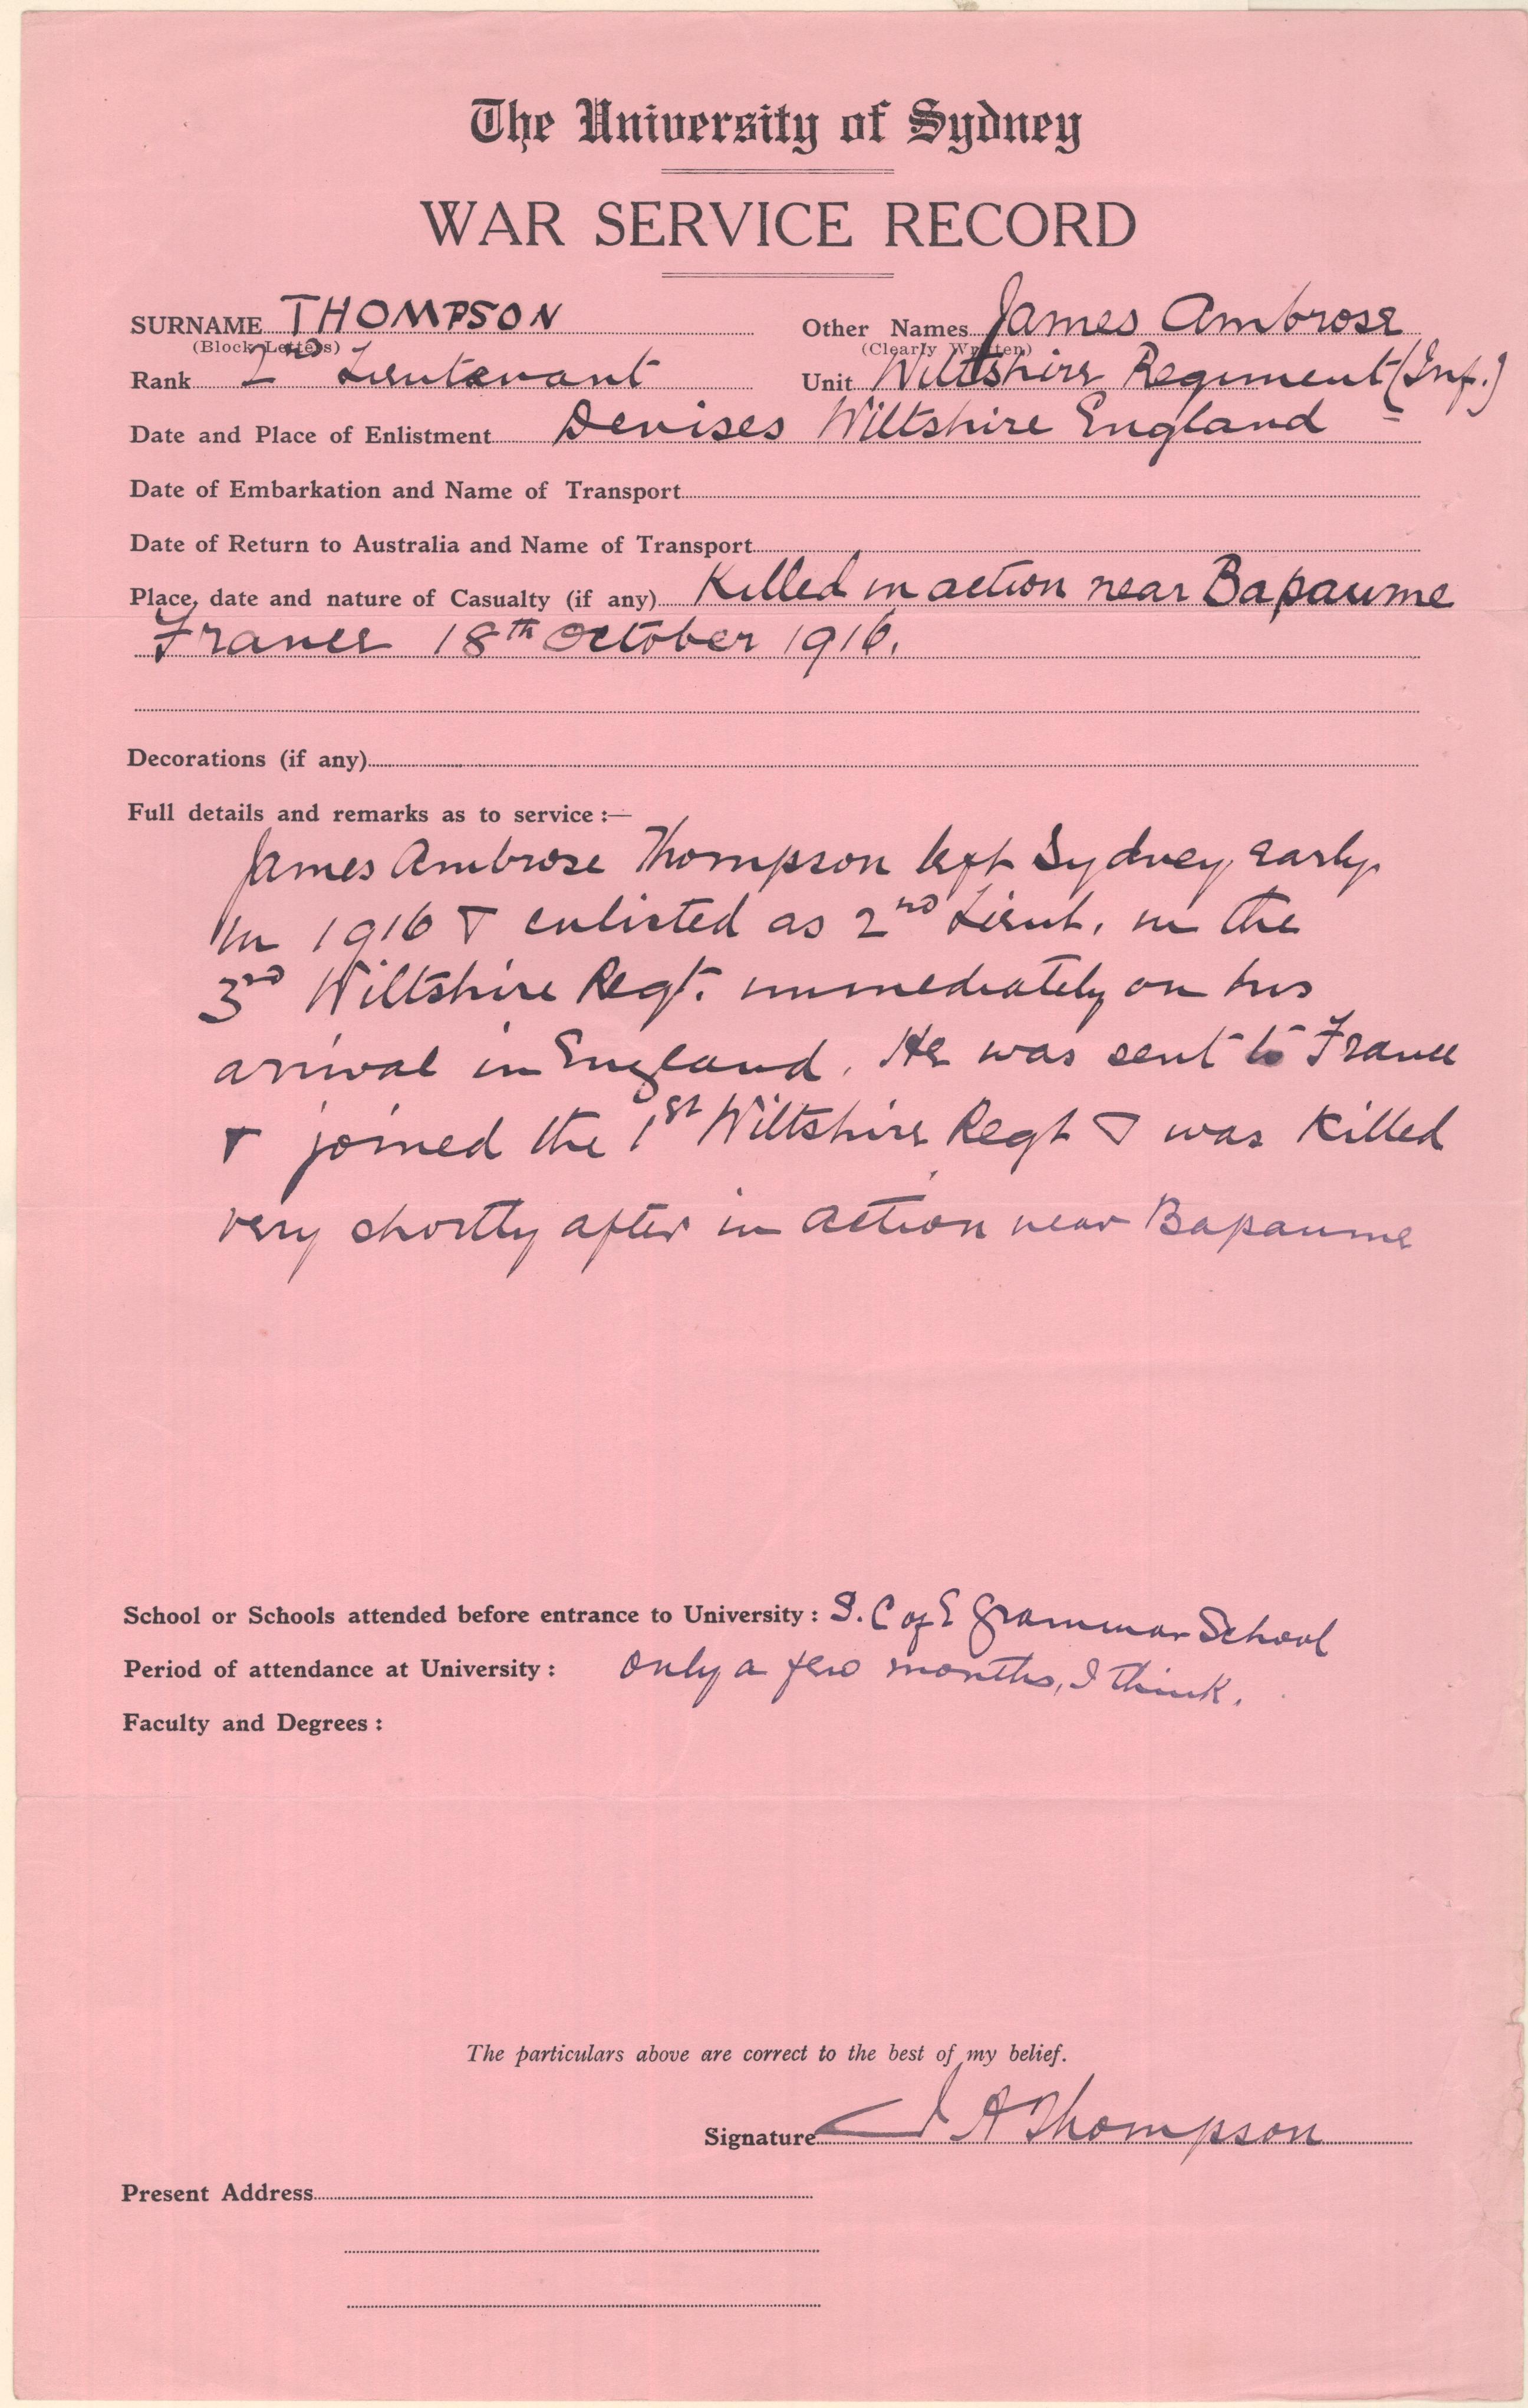 The University of Sydney
WAR SERVICE RECORD
SURNAME THOMPSON Other Names James Ambrose
(Block Letters) (Clearly Written)
Rank 2nd Lieutenant Unit Wiltshire Regiment (Inf.)
Date and Place of Enlistment Devises Wiltshire England
Date of Embarkation and Name of Transport
Date of Return to Australia and Name of Transport
Place, date and nature of Casualty (if any) Killed in action near Bapaume
France 18th October 1916.
Decorations (if any)
Full details and remarks as to service :—
James Ambrose Thompson left Sydney early
in 1916 & enlisted as 2nd Lieut. in the
3rd Wiltshire Regt. immediately on his
arrival in England. He was sent to France
& joined the 1st Wiltshire Regt & was killed
very shortly after in action near Bapaume
School or Schools attended before entrance to University : S. C of E Grammar School
Period of attendance at University : only a few months, I think.
Faculty and Degrees :
The particulars above are correct to the best of my belief.
Signature J A Thompson
Present Address